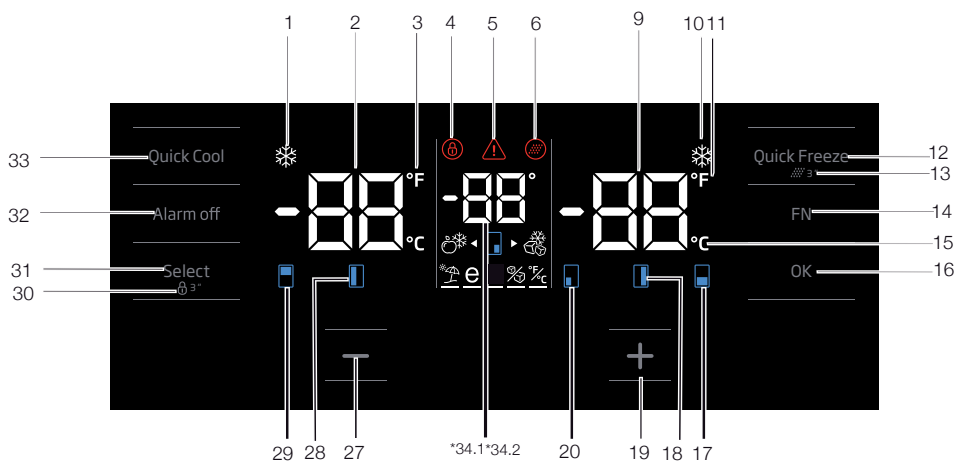 1 2 3 4 5 6 9 10 11
33 Quick Cool Quick Freeze 12
3" 13
°F ° °F
-88 -88 -88
32 Alarm off FN 14
°C °C 15
31 Select OK 16
30 3"
e % °F/°C
29 28 27 *34.1*34.2 20 19 18 17